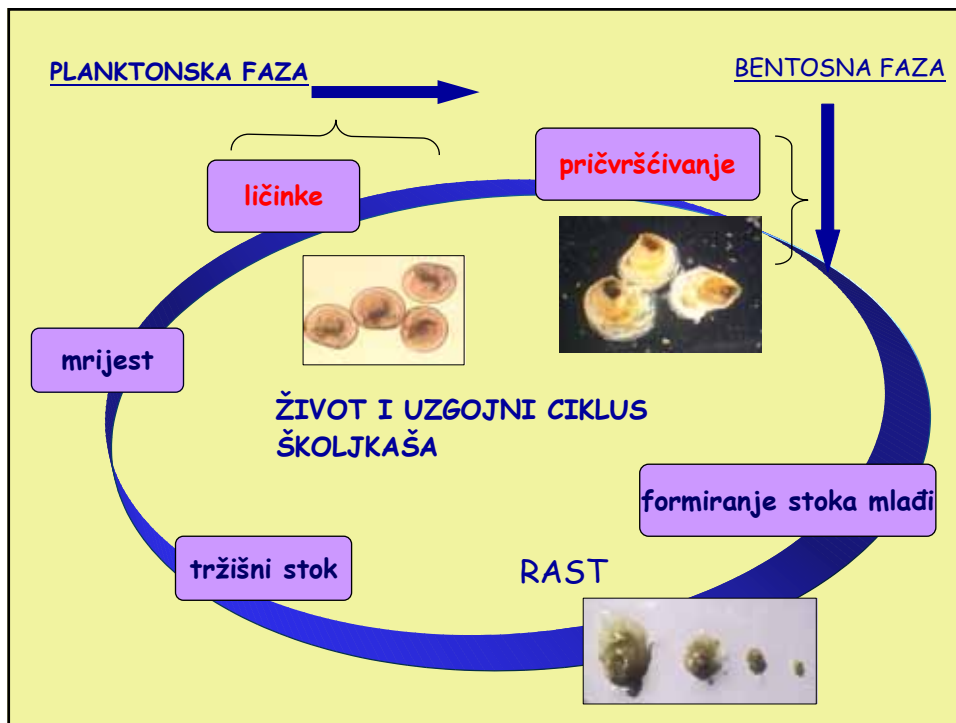 PLANKTONSKA FAZA
BENTOSNA FAZA
ličinke
pričvršćivanje
mrijest
ŽIVOT I UZGOJNI CIKLUS
ŠKOLJKAŠA
formiranje stoka mlađi
tržišni stok
RAST